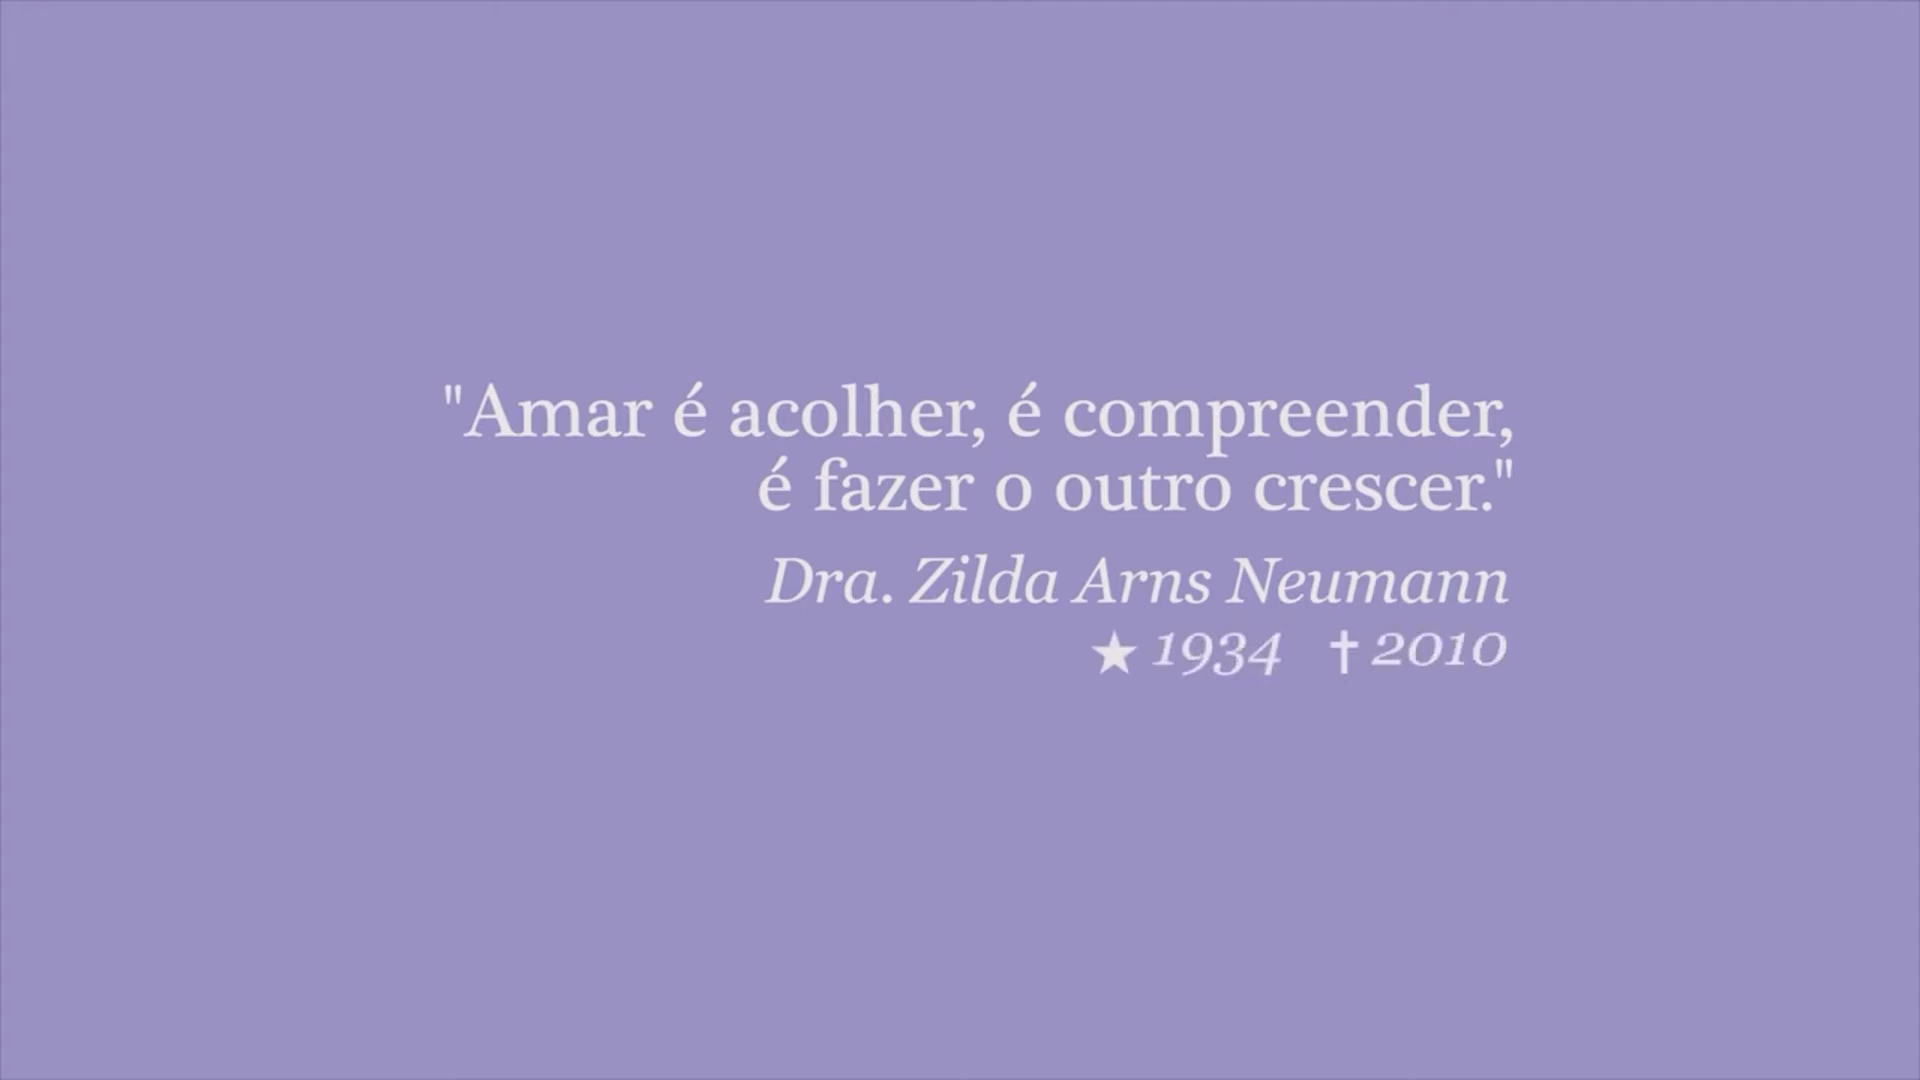 "Amar é acolher, é compreender,
é fazer o outro crescer."
Dra. Zilda Arns Neumann
★ 1934 † 2010